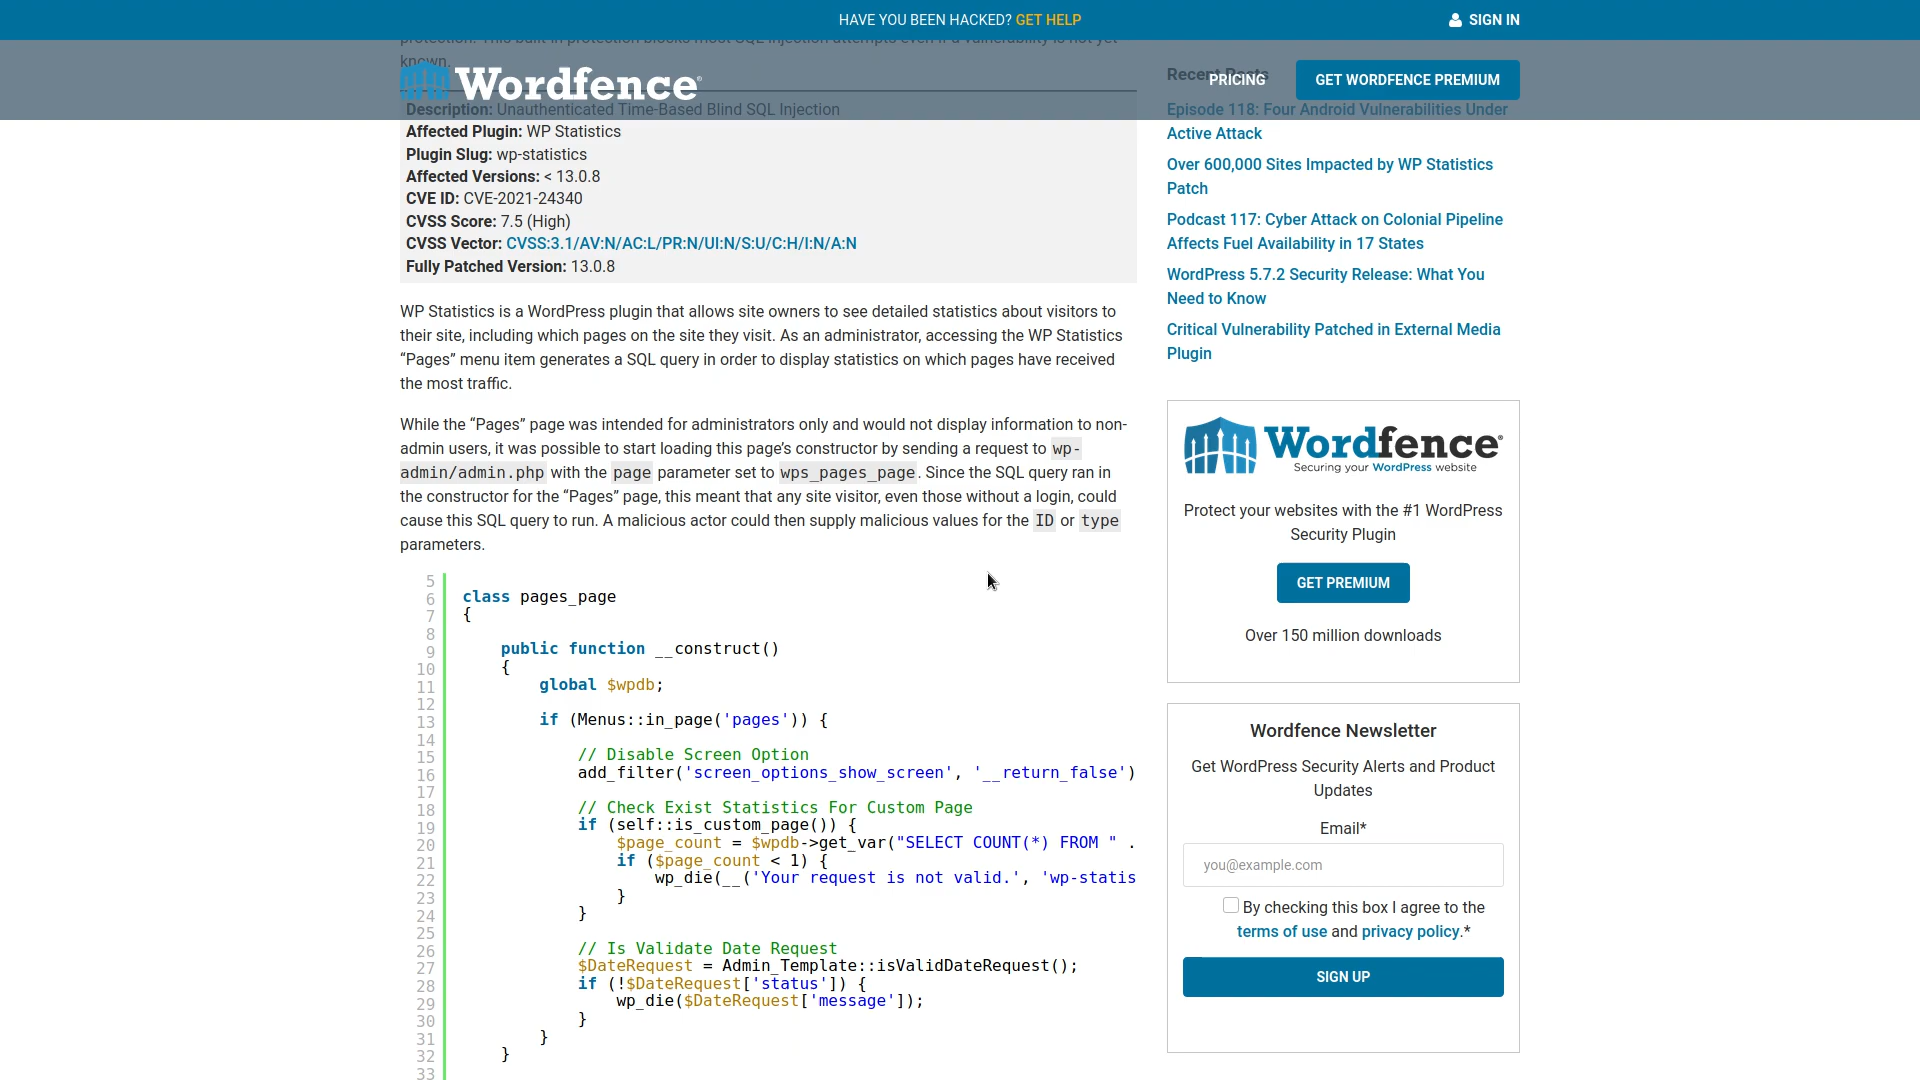 HAVE YOU BEEN HACKED? GET HELP
SIGN IN
known.
Wordfence
PRICING
GET WORDFENCE PREMIUM
Description: Unauthenticated Time-Based Blind SQL Injection
Affected Plugin: WP Statistics
Plugin Slug: wp-statistics
Affected Versions: < 13.0.8
CVE ID: CVE-2021-24340
CVSS Score: 7.5 (High)
CVSS Vector: CVSS:3.1/AV:N/AC:L/PR:N/UI:N/S:U/C:H/I:N/A:N
Fully Patched Version: 13.0.8
WP Statistics is a WordPress plugin that allows site owners to see detailed statistics about visitors to
their site, including which pages on the site they visit. As an administrator, accessing the WP Statistics
“Pages” menu item generates a SQL query in order to display statistics on which pages have received
the most traffic.
While the “Pages” page was intended for administrators only and would not display information to non-
admin users, it was possible to start loading this page’s constructor by sending a request to wp-
admin/admin.php with the page parameter set to wps_pages_page. Since the SQL query ran in
the constructor for the “Pages” page, this meant that any site visitor, even those without a login, could
cause this SQL query to run. A malicious actor could then supply malicious values for the ID or type
parameters.
5
6 class pages_page
7 {
8
9 public function __construct()
10 {
11 global $wpdb;
12
13 if (Menus::in_page('pages')) {
14
15 // Disable Screen Option
16 add_filter('screen_options_show_screen', '__return_false')
17
18 // Check Exist Statistics For Custom Page
19 if (self::is_custom_page()) {
20 $page_count = $wpdb->get_var("SELECT COUNT(*) FROM " .
21 if ($page_count < 1) {
22 wp_die(__('Your request is not valid.', 'wp-statis
23 }
24 }
25
26 // Is Validate Date Request
27 $DateRequest = Admin_Template::isValidDateRequest();
28 if (!$DateRequest['status']) {
29 wp_die($DateRequest['message']);
30 }
31 }
32 }
33
Recent Posts
Episode 118: Four Android Vulnerabilities Under
Active Attack
Over 600,000 Sites Impacted by WP Statistics
Patch
Podcast 117: Cyber Attack on Colonial Pipeline
Affects Fuel Availability in 17 States
WordPress 5.7.2 Security Release: What You
Need to Know
Critical Vulnerability Patched in External Media
Plugin
Wordfence®
Securing your WordPress website
Protect your websites with the #1 WordPress
Security Plugin
GET PREMIUM
Over 150 million downloads
Wordfence Newsletter
Get WordPress Security Alerts and Product
Updates
Email*
you@example.com
By checking this box I agree to the
terms of use and privacy policy.*
SIGN UP